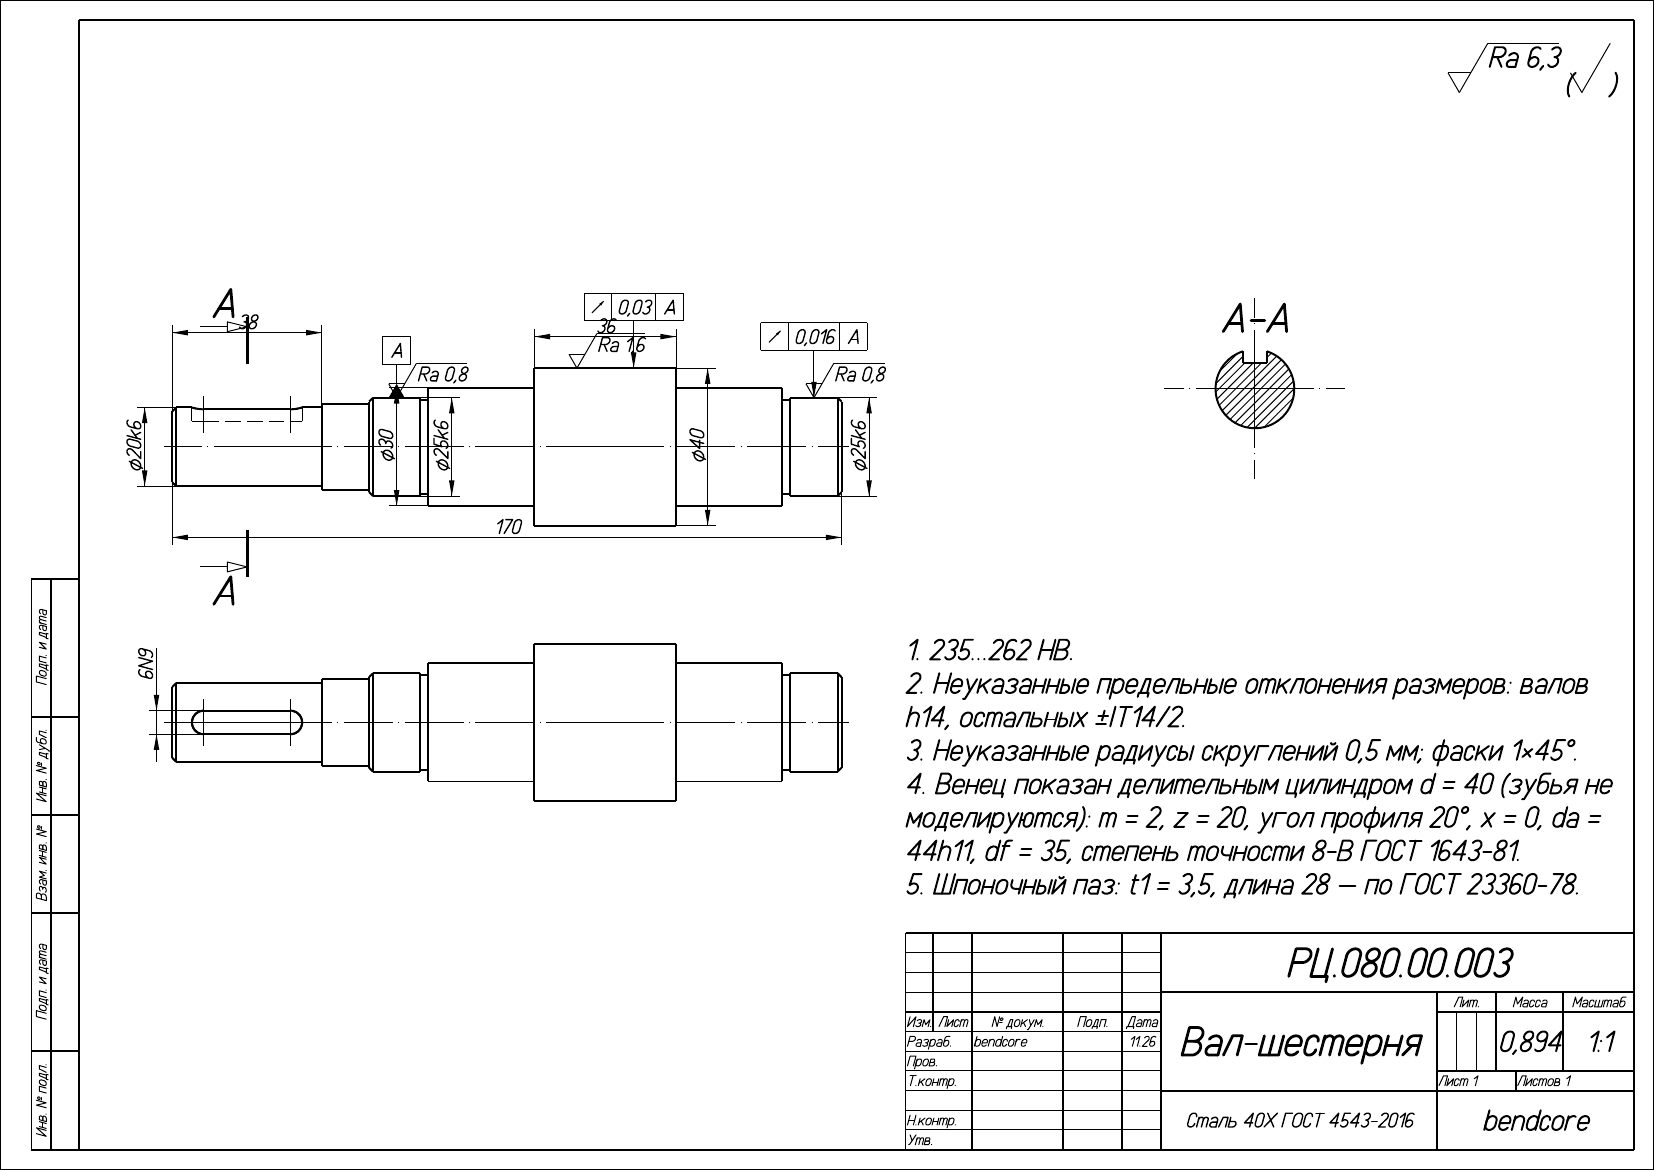 Ra 6,3 (√)
А
38
36
0,03 А
Ra 1,6
0,016 А
А
Ra 0,8
Ra 0,8
А-А
⌀20k6
⌀30
⌀25k6
⌀40
⌀25k6
170
А
6N9
1. 235...262 НВ.
2. Неуказанные предельные отклонения размеров: валов
h14, остальных ±IT14/2.
3. Неуказанные радиусы скруглений 0,5 мм; фаски 1×45°.
4. Венец показан делительным цилиндром d = 40 (зубья не
моделируются): m = 2, z = 20, угол профиля 20°, x = 0, da =
44h11, df = 35, степень точности 8-В ГОСТ 1643-81.
5. Шпоночный паз: t1 = 3,5, длина 28 — по ГОСТ 23360-78.
Подп. и дата
Инв. № дубл.
Взам. инв. №
Подп. и дата
Инв. № подл.
РЦ.080.00.003
Лит. Масса Масштаб
Изм. Лист № докум. Подп. Дата
Разраб. bendcore 11.26
Вал-шестерня
0,894 1:1
Пров.
Т.контр.
Лист 1 Листов 1
Н.контр.
Утв.
Сталь 40Х ГОСТ 4543-2016
bendcore